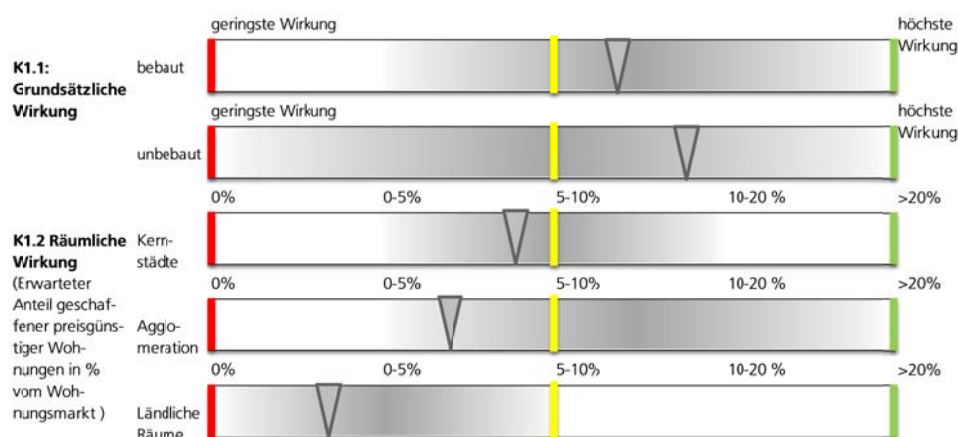 geringste Wirkung
höchste
Wirkung
K1.1:
Grundsätzliche
Wirkung
bebaut
geringste Wirkung
höchste
Wirkung
unbebaut
0%
0-5%
5-10%
10-20 %
>20%
K1.2 Räumliche
Wirkung
(Erwarteter
Anteil geschaf-
fener preisgüns-
tiger Woh-
nungen in %
vom Woh-
nungsmarkt )
Kern-
städte
0%
0-5%
5-10%
10-20 %
>20%
Agglo-
meration
0%
0-5%
5-10%
10-20 %
>20%
Ländliche
Räume